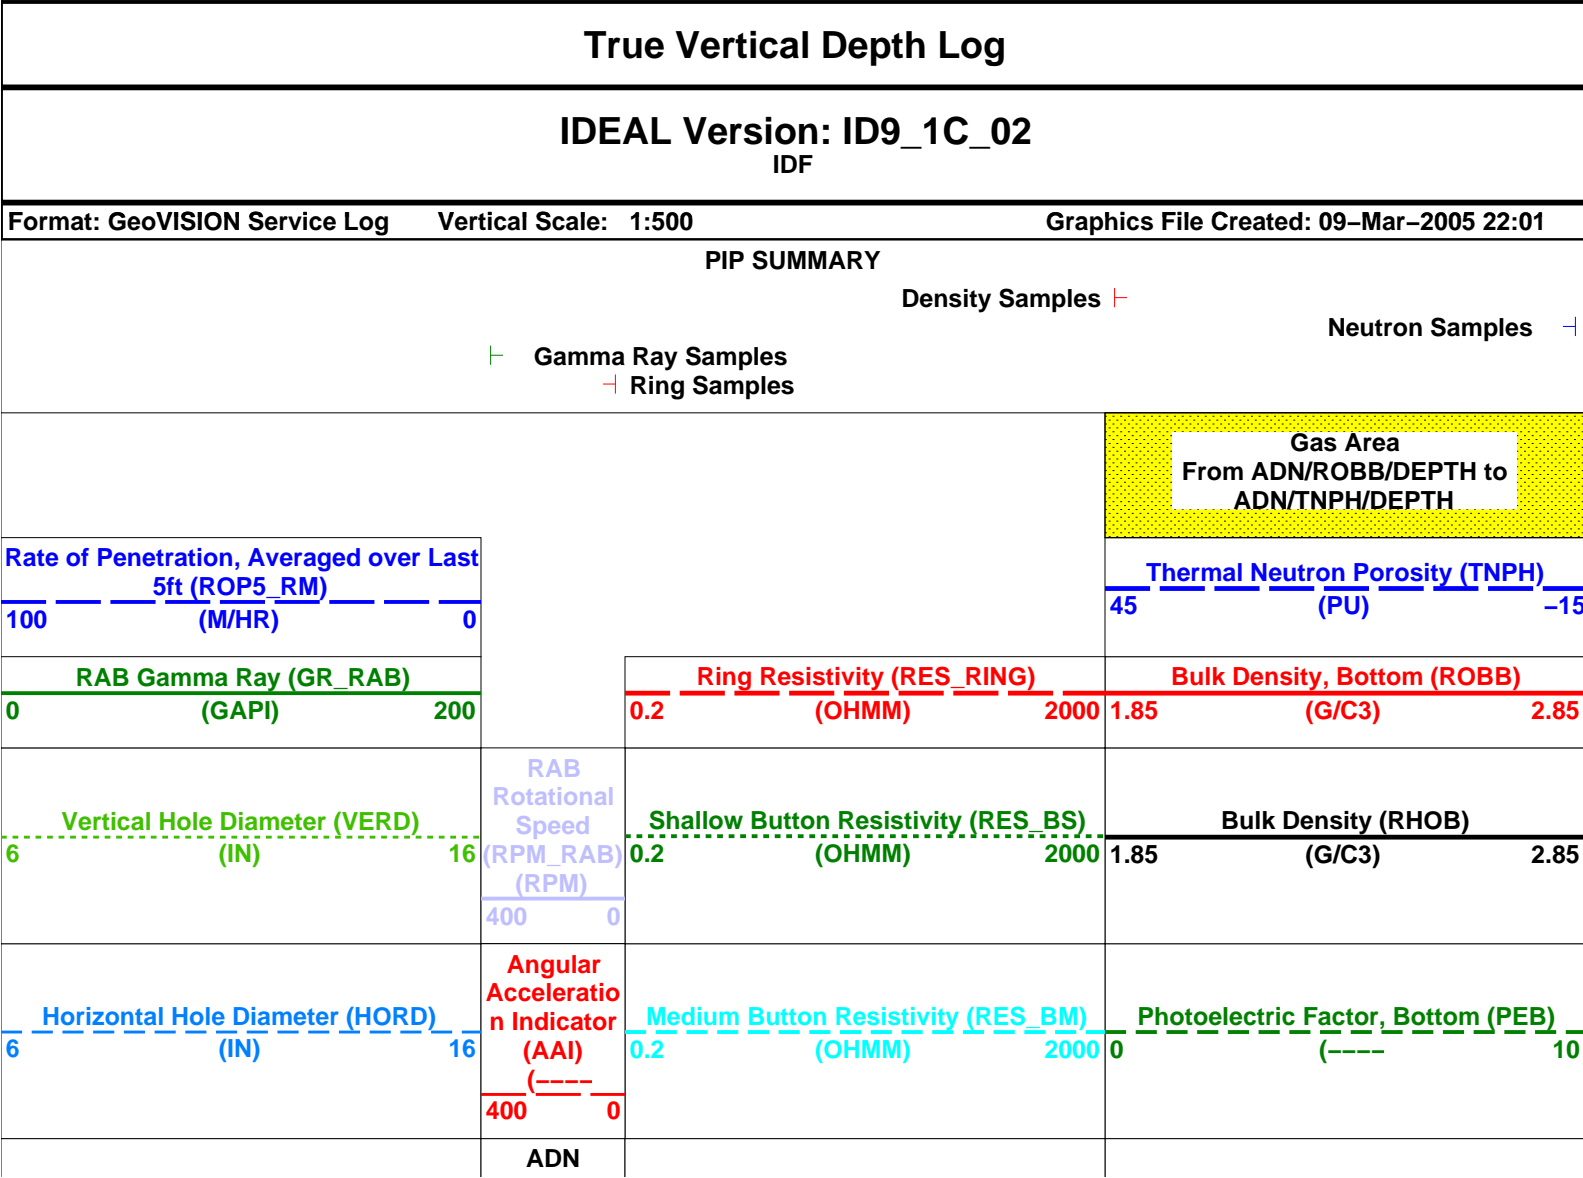 True Vertical Depth Log
IDEAL Version: ID9_1C_02
IDF
Format: GeoVISION Service Log Vertical Scale: 1:500 Graphics File Created: 09−Mar−2005 22:01
PIP SUMMARY
Density Samples
Neutron Samples
Gamma Ray Samples
Ring Samples
Gas Area
From ADN/ROBB/DEPTH to
ADN/TNPH/DEPTH
Rate of Penetration, Averaged over Last
5ft (ROP5_RM)
100 (M/HR) 0
Thermal Neutron Porosity (TNPH)
45 (PU) −15
RAB Gamma Ray (GR_RAB)
0 (GAPI) 200
Ring Resistivity (RES_RING)
0.2 (OHMM) 2000
Bulk Density, Bottom (ROBB)
1.85 (G/C3) 2.85
Vertical Hole Diameter (VERD)
6 (IN) 16
RAB
Rotational
Speed
(RPM_RAB)
(RPM)
400 0
Shallow Button Resistivity (RES_BS)
0.2 (OHMM) 2000
Bulk Density (RHOB)
1.85 (G/C3) 2.85
Horizontal Hole Diameter (HORD)
6 (IN) 16
Angular
Acceleratio
n Indicator
(AAI)
(−−−−
400 0
Medium Button Resistivity (RES_BM)
0.2 (OHMM) 2000
Photoelectric Factor, Bottom (PEB)
0 (−−−− 10
ADN